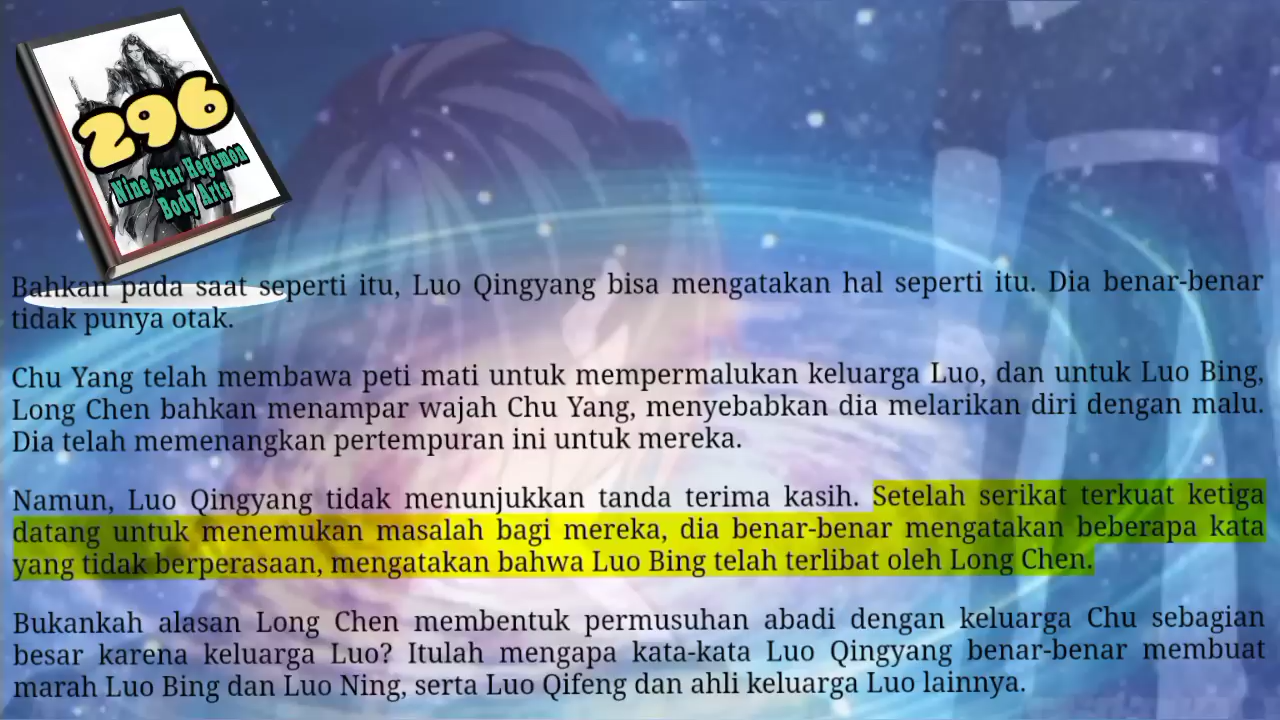 296
Nine Star Hegemon
Body Arts
Bahkan pada saat seperti itu, Luo Qingyang bisa mengatakan hal seperti itu. Dia benar-benar
tidak punya otak.
Chu Yang telah membawa peti mati untuk mempermalukan keluarga Luo, dan untuk Luo Bing,
Long Chen bahkan menampar wajah Chu Yang, menyebabkan dia melarikan diri dengan malu.
Dia telah memenangkan pertempuran ini untuk mereka.
Namun, Luo Qingyang tidak menunjukkan tanda terima kasih. Setelah serikat terkuat ketiga
datang untuk menemukan masalah bagi mereka, dia benar-benar mengatakan beberapa kata
yang tidak berperasaan, mengatakan bahwa Luo Bing telah terlibat oleh Long Chen.
Bukankah alasan Long Chen membentuk permusuhan abadi dengan keluarga Chu sebagian
besar karena keluarga Luo? Itulah mengapa kata-kata Luo Qingyang benar-benar membuat
marah Luo Bing dan Luo Ning, serta Luo Qifeng dan ahli keluarga Luo lainnya.